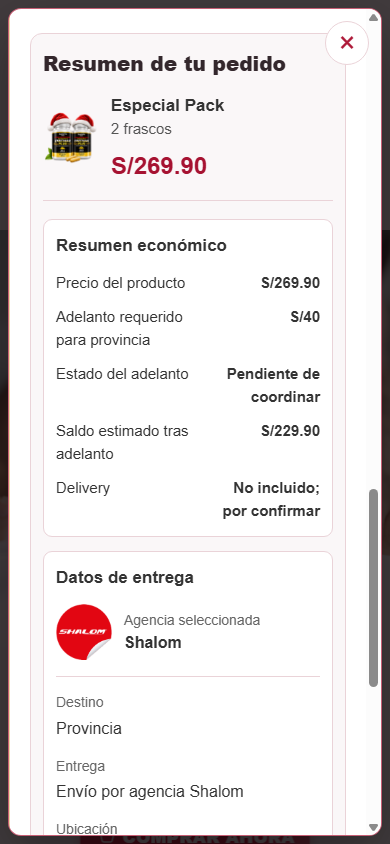 ×
Resumen de tu pedido
Especial Pack
2 frascos
S/269.90
Resumen económico
Precio del producto S/269.90
Adelanto requerido S/40
para provincia
Estado del adelanto Pendiente de
coordinar
Saldo estimado tras S/229.90
adelanto
Delivery No incluido;
por confirmar
Datos de entrega
SHALOM
Agencia seleccionada
Shalom
Destino
Provincia
Entrega
Envío por agencia Shalom
Ubicación
COMPRAR AHORA